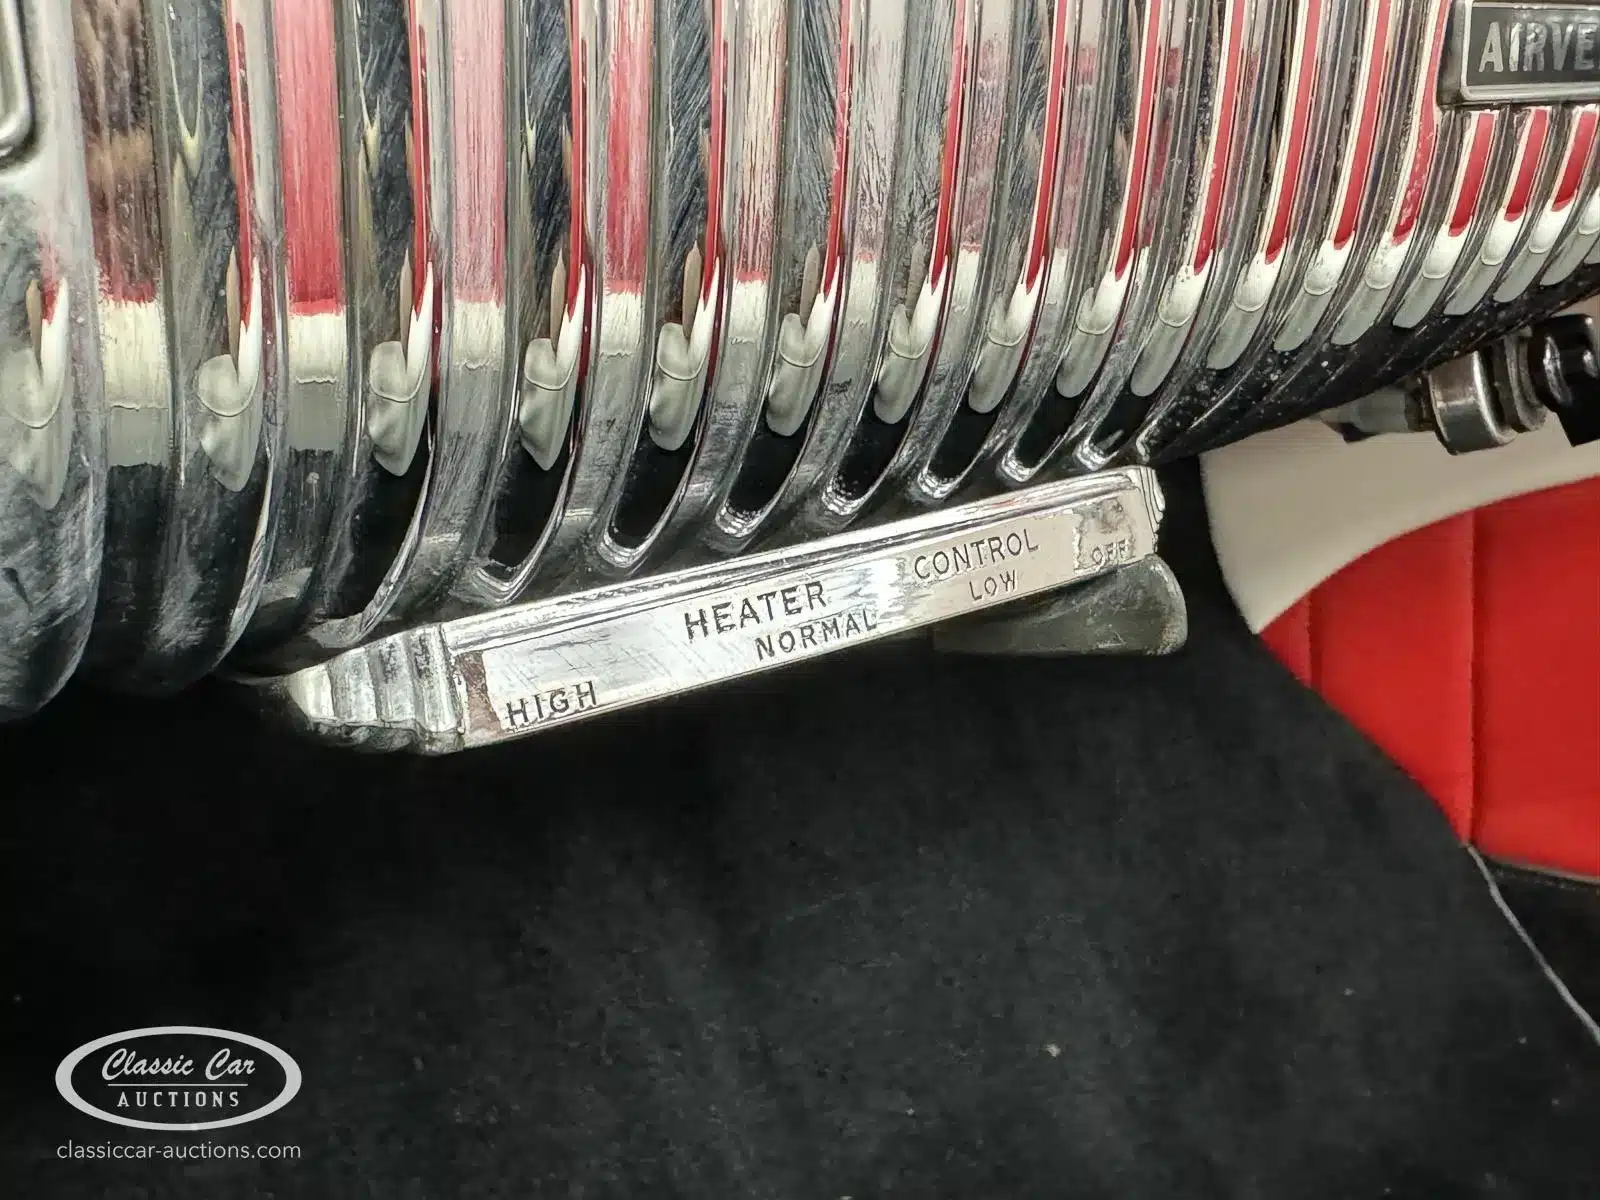 AIRVE
HEATER CONTROL OFF
HIGH NORMAL LOW
Classic Car
AUCTIONS
classiccar-auctions.com